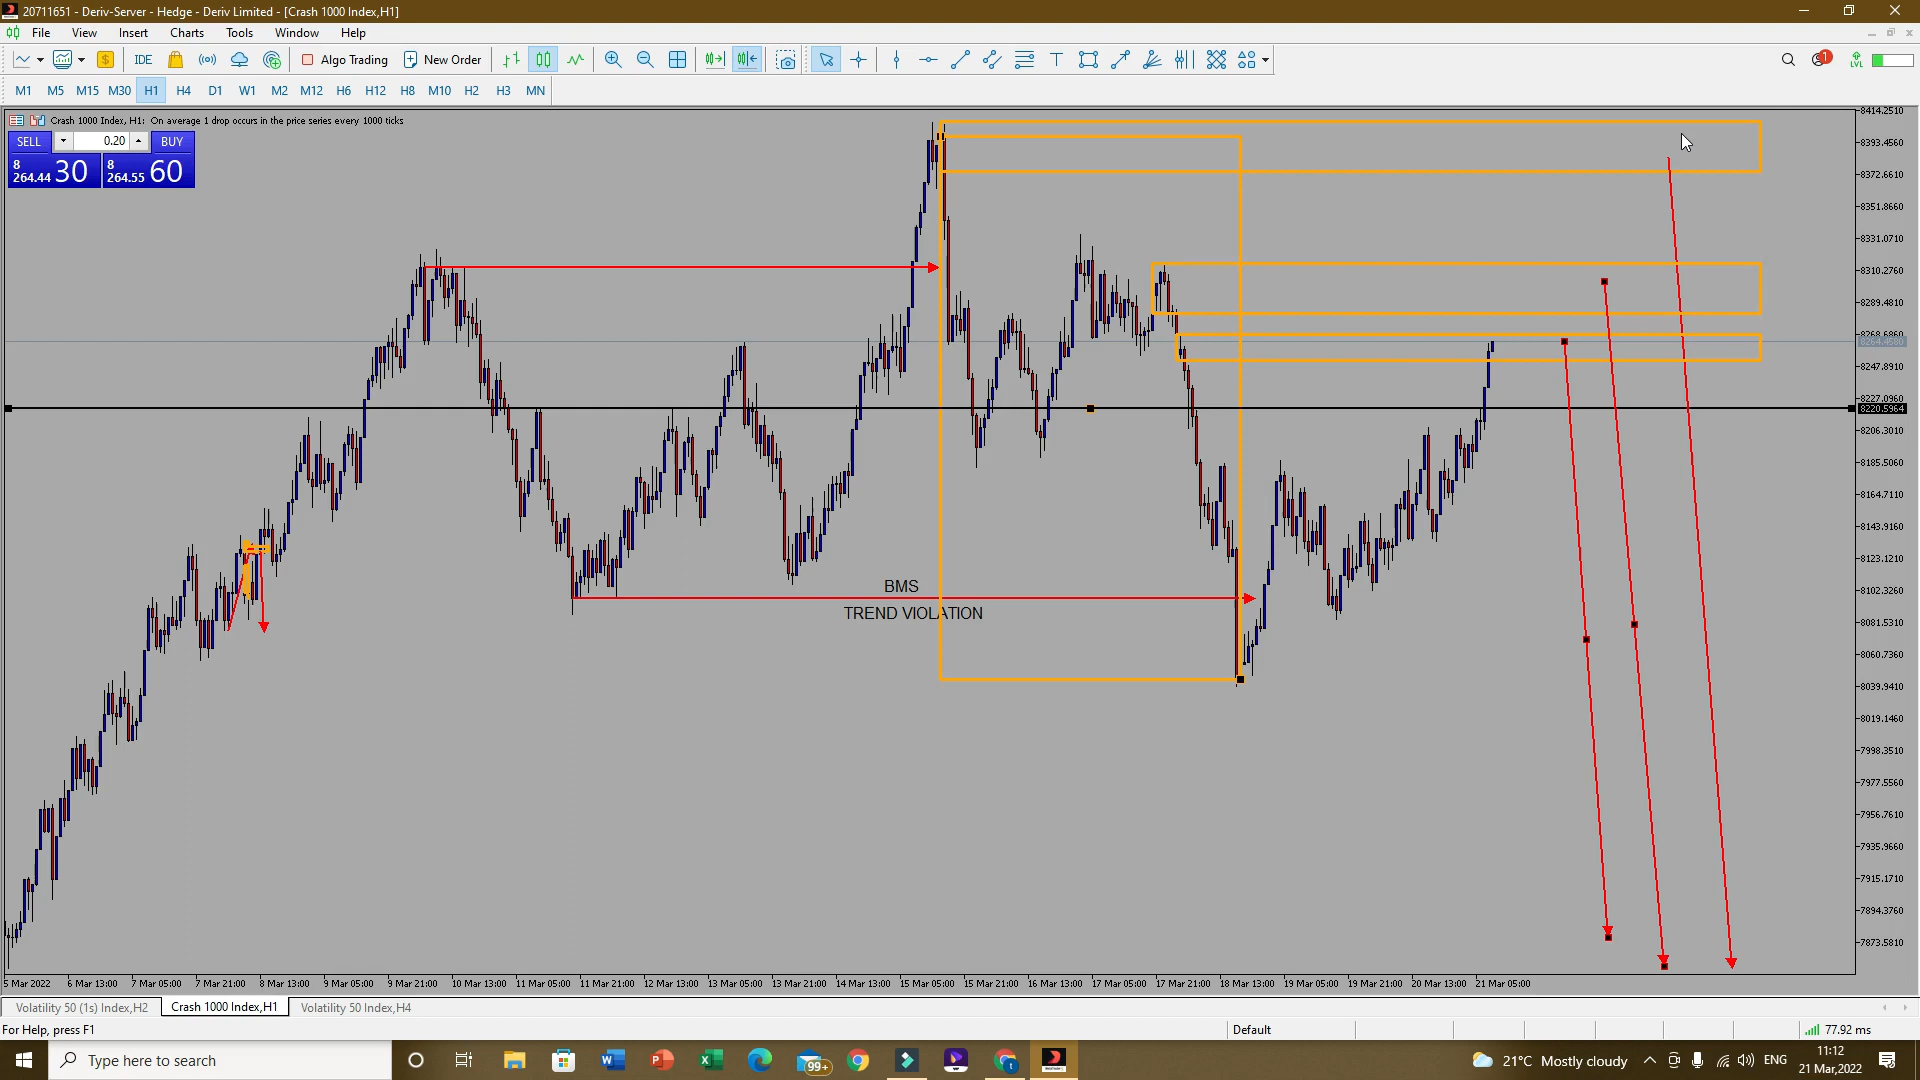 20711651 - Deriv-Server - Hedge - Deriv Limited - [Crash 1000 Index,H1]
File View Insert Charts Tools Window Help
IDE Algo Trading New Order 1 LVL
M1 M5 M15 M30 H1 H4 D1 W1 M2 M12 H6 H12 H8 M10 H2 H3 MN
Crash 1000 Index, H1: On average 1 drop occurs in the price series every 1000 ticks
SELL 0.20 BUY
8 264.44 30 8 264.55 60
8414.2510
8393.4560
8372.6610
8351.8660
8331.0710
8310.2760
8289.4810
8268.6860
8264.4580
8247.8910
8227.0960
8220.5964
8206.3010
8185.5060
8164.7110
8143.9160
8123.1210
8102.3260
8081.5310
8060.7360
8039.9410
8019.1460
7998.3510
7977.5560
7956.7610
7935.9660
7915.1710
7894.3760
7873.5810
BMS
TREND VIOLATION
5 Mar 2022 6 Mar 13:00 7 Mar 05:00 7 Mar 21:00 8 Mar 13:00 9 Mar 05:00 9 Mar 21:00 10 Mar 13:00 11 Mar 05:00 11 Mar 21:00 12 Mar 13:00 13 Mar 05:00 13 Mar 21:00 14 Mar 13:00 15 Mar 05:00 15 Mar 21:00 16 Mar 13:00 17 Mar 05:00 17 Mar 21:00 18 Mar 13:00 19 Mar 05:00 19 Mar 21:00 20 Mar 13:00 21 Mar 05:00
Volatility 50 (1s) Index,H2 Crash 1000 Index,H1 Volatility 50 Index,H4
For Help, press F1 Default 77.92 ms
Type here to search 99+ 21°C Mostly cloudy ENG 11:12
21 Mar,2022